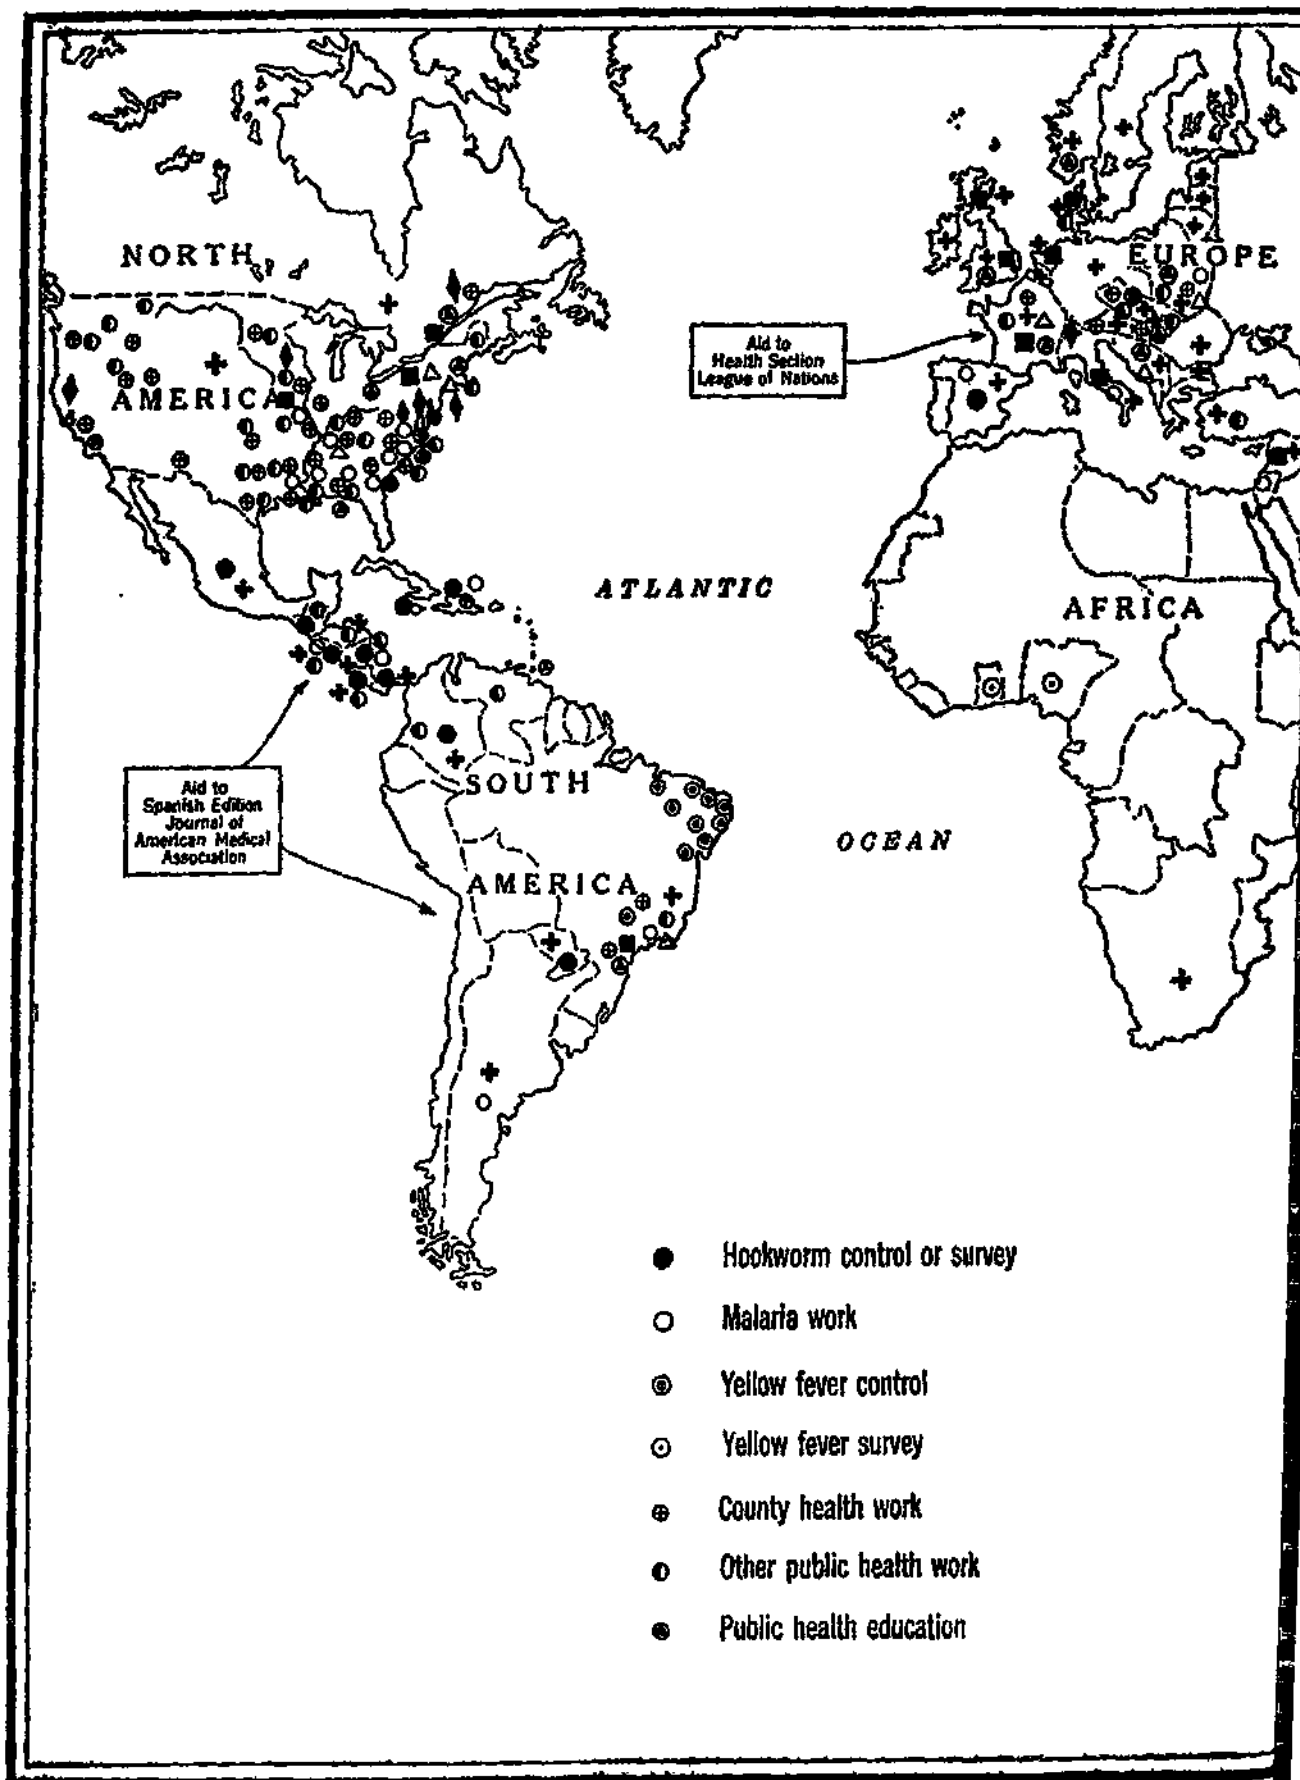 NORTH
AMERICA
EUROPE
Aid to
Health Section
League of Nations
ATLANTIC
AFRICA
Aid to
Spanish Edition
Journal of
American Medical
Association
SOUTH
OCEAN
AMERICA
Hookworm control or survey
Malaria work
Yellow fever control
Yellow fever survey
County health work
Other public health work
Public health education